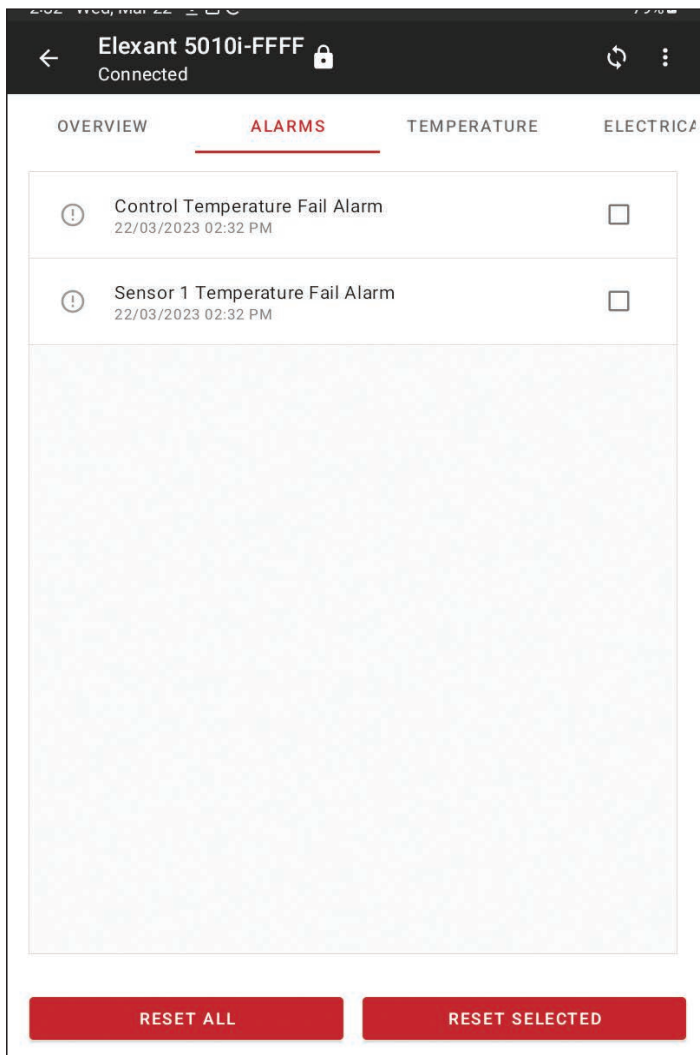 Elexant 5010i-FFFF
Connected
OVERVIEW ALARMS TEMPERATURE ELECTRICA
Control Temperature Fail Alarm
22/03/2023 02:32 PM
Sensor 1 Temperature Fail Alarm
22/03/2023 02:32 PM
RESET ALL RESET SELECTED